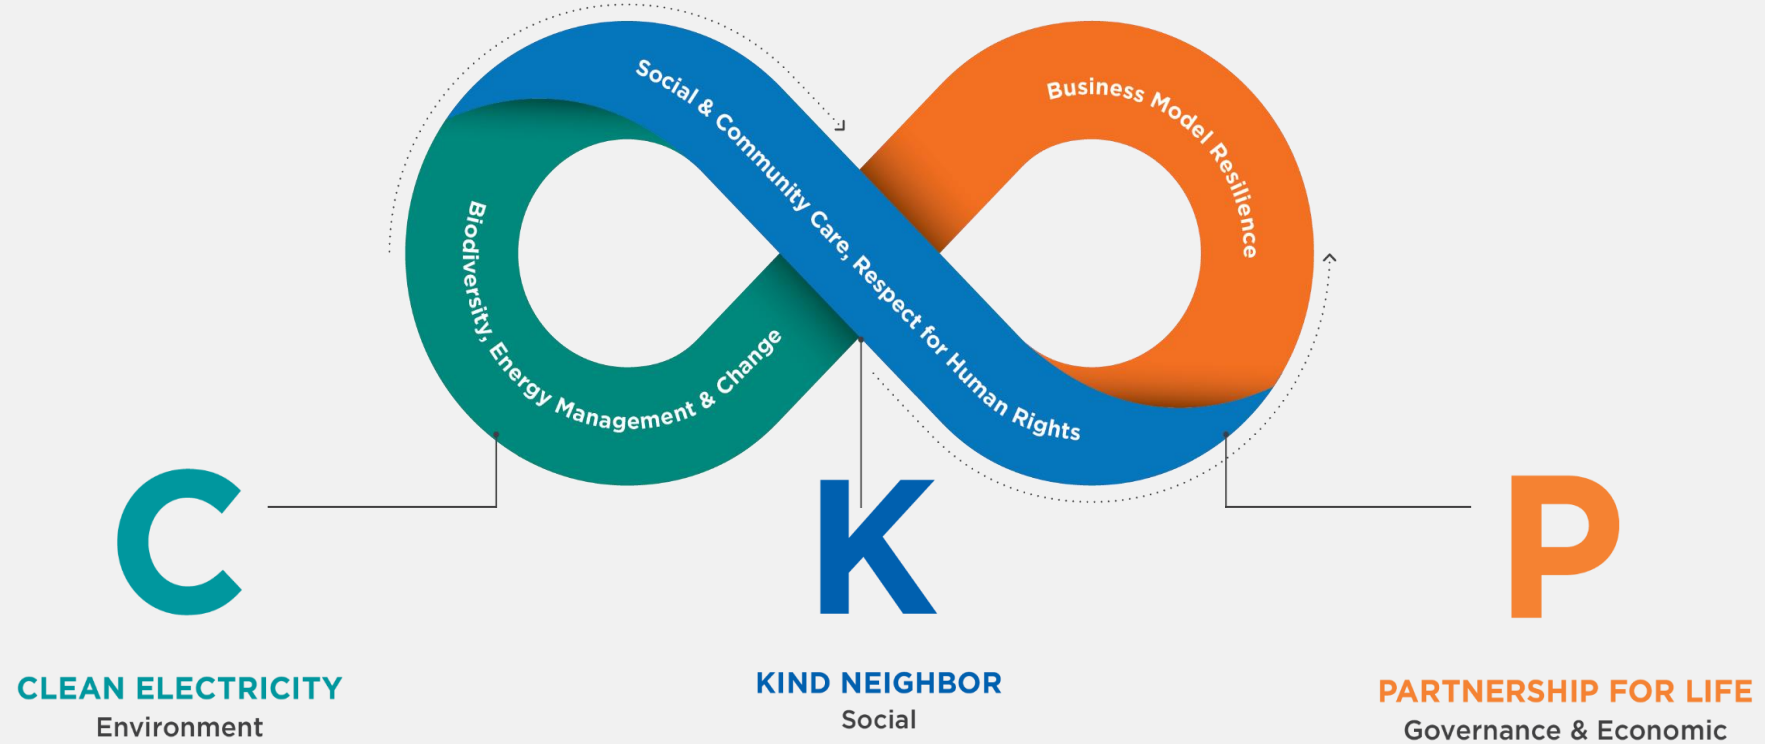 Social & Community Care, Respect for Human Rights
Business Model Resilience
Biodiversity, Energy Management & Change
C
K
P
CLEAN ELECTRICITY
Environment
KIND NEIGHBOR
Social
PARTNERSHIP FOR LIFE
Governance & Economic